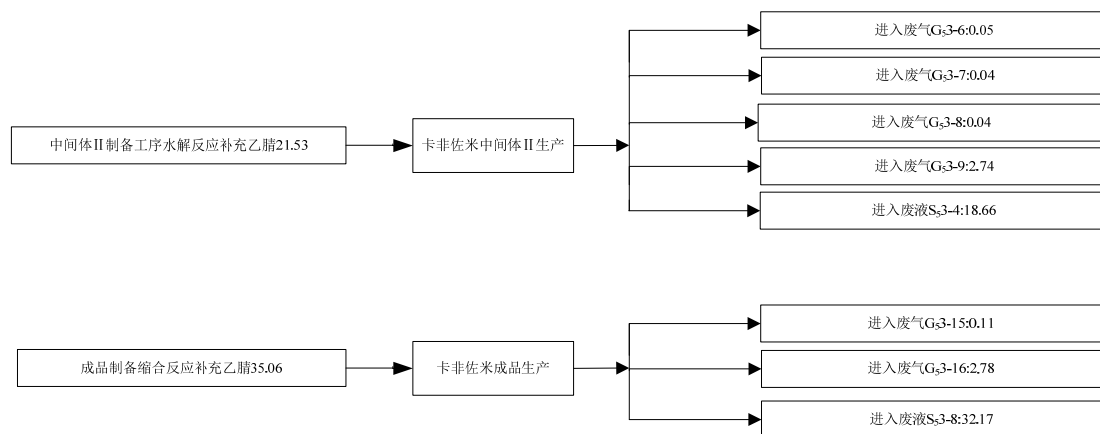 进入废气G₅3-6:0.05
进入废气G₅3-7:0.04
进入废气G₅3-8:0.04
中间体II制备工序水解反应补充乙腈21.53
卡非佐米中间体II生产
进入废气G₅3-9:2.74
进入废液S₅3-4:18.66
进入废气G₅3-15:0.11
成品制备缩合反应补充乙腈35.06
卡非佐米成品生产
进入废气G₅3-16:2.78
进入废液S₅3-8:32.17